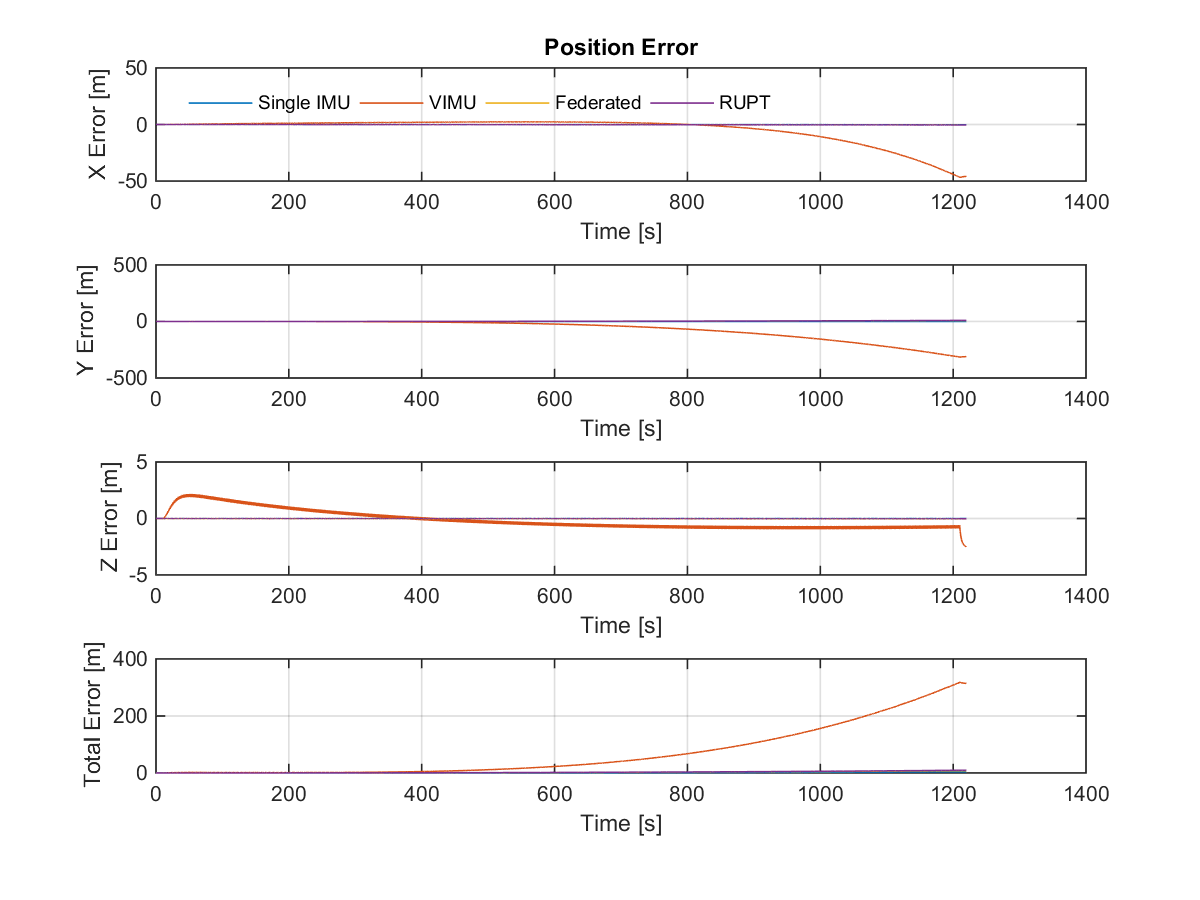 Position Error
50
0
-50
X Error [m]
Single IMU VIMU Federated RUPT
0 200 400 600 800 1000 1200 1400
Time [s]
500
0
-500
Y Error [m]
0 200 400 600 800 1000 1200 1400
Time [s]
5
0
-5
Z Error [m]
0 200 400 600 800 1000 1200 1400
Time [s]
400
200
0
Total Error [m]
0 200 400 600 800 1000 1200 1400
Time [s]